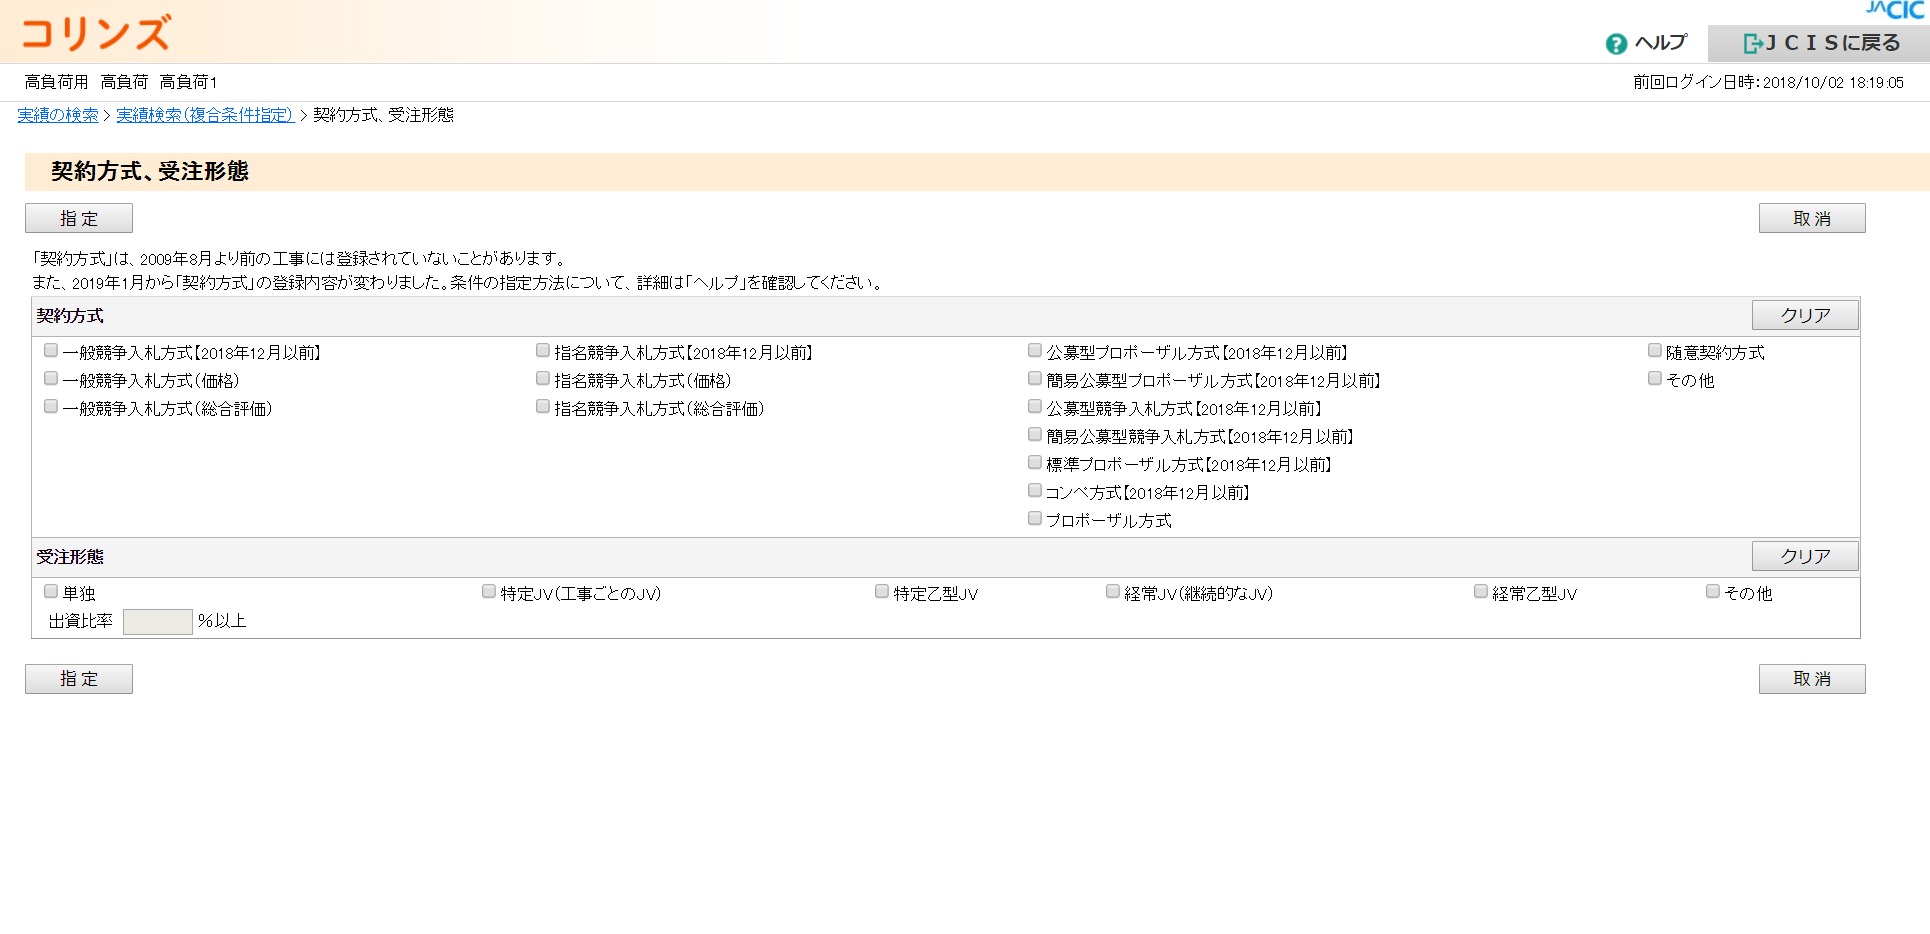 JACIC
コリンズ
? ヘルプ
ＪＣＩＳに戻る
高負荷用 高負荷 高負荷1
前回ログイン日時：2018/10/02 18:19:05
実績の検索 > 実績検索（複合条件指定） > 契約方式、受注形態
契約方式、受注形態
指 定
取 消
「契約方式」は、2009年8月より前の工事には登録されていないことがあります。
また、2019年1月から「契約方式」の登録内容が変わりました。条件の指定方法について、詳細は「ヘルプ」を確認してください。
契約方式
クリア
一般競争入札方式【2018年12月以前】
指名競争入札方式【2018年12月以前】
公募型プロポーザル方式【2018年12月以前】
随意契約方式
一般競争入札方式（価格）
指名競争入札方式（価格）
簡易公募型プロポーザル方式【2018年12月以前】
その他
一般競争入札方式（総合評価）
指名競争入札方式（総合評価）
公募型競争入札方式【2018年12月以前】
簡易公募型競争入札方式【2018年12月以前】
標準プロポーザル方式【2018年12月以前】
コンペ方式【2018年12月以前】
プロポーザル方式
受注形態
クリア
単独
特定JV（工事ごとのJV）
特定乙型JV
経常JV（継続的なJV）
経常乙型JV
その他
出資比率 %以上
指 定
取 消